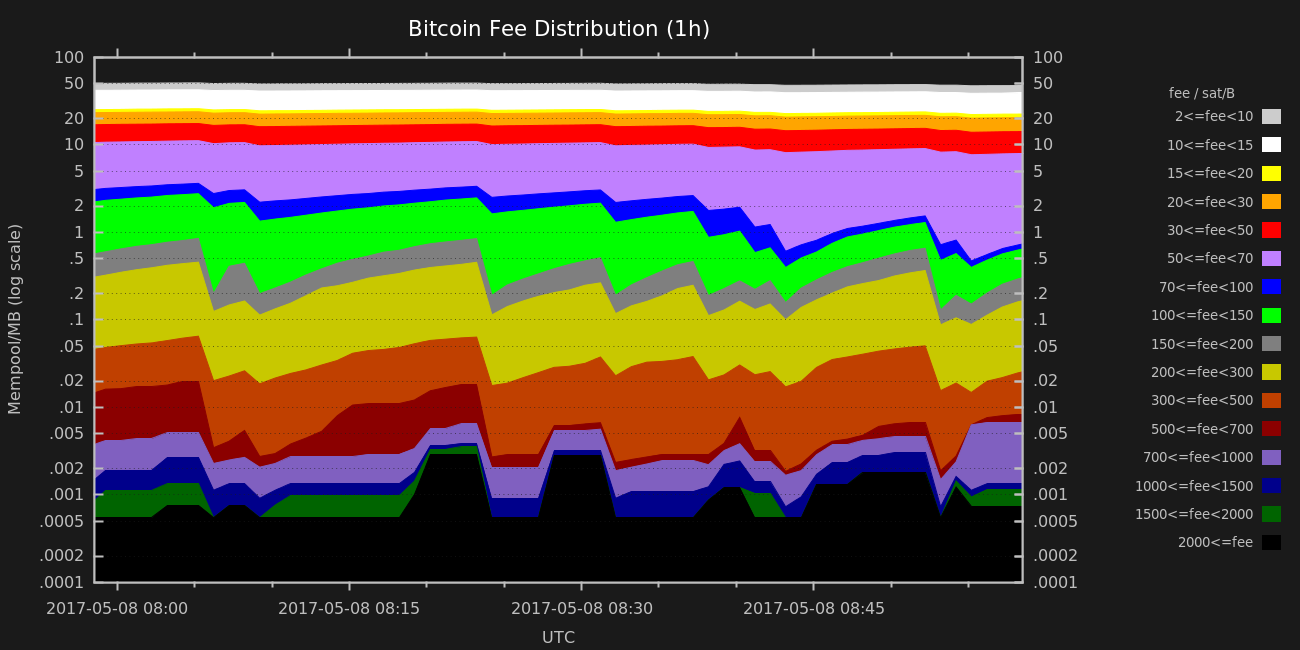 Bitcoin Fee Distribution (1h)
Mempool/MB (log scale)
100
50
20
10
5
2
1
.5
.2
.1
.05
.02
.01
.005
.002
.001
.0005
.0002
.0001
100
50
20
10
5
2
1
.5
.2
.1
.05
.02
.01
.005
.002
.001
.0005
.0002
.0001
2017-05-08 08:00
2017-05-08 08:15
2017-05-08 08:30
2017-05-08 08:45
UTC
fee / sat/B
2<=fee<10
10<=fee<15
15<=fee<20
20<=fee<30
30<=fee<50
50<=fee<70
70<=fee<100
100<=fee<150
150<=fee<200
200<=fee<300
300<=fee<500
500<=fee<700
700<=fee<1000
1000<=fee<1500
1500<=fee<2000
2000<=fee